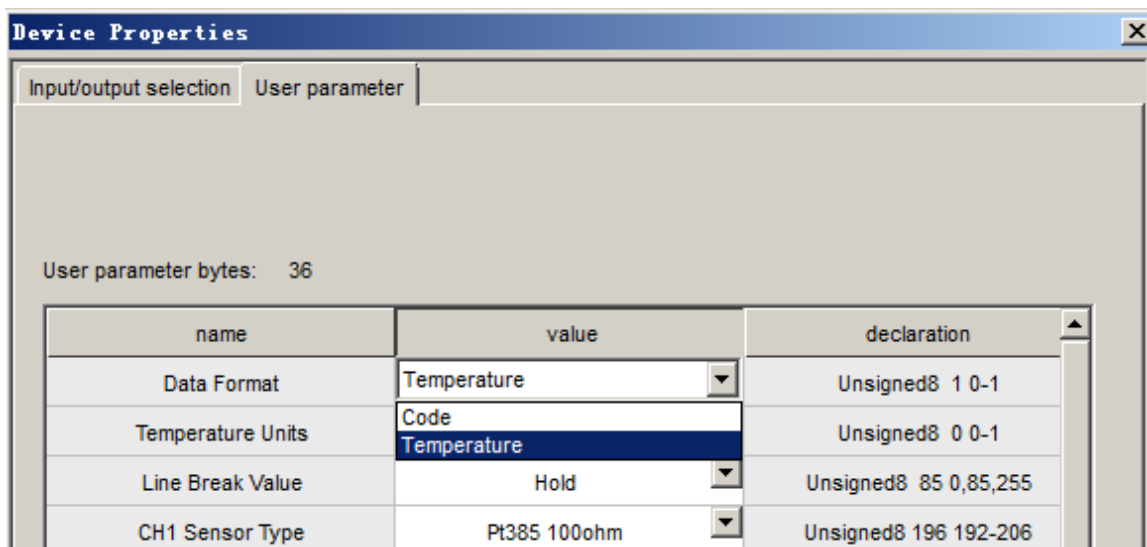 Device Properties
Input/output selection User parameter
User parameter bytes: 36
name value declaration
Data Format Temperature Unsigned8 1 0-1
Code
Temperature Units Unsigned8 0 0-1
Temperature
Line Break Value Hold Unsigned8 85 0,85,255
CH1 Sensor Type Pt385 100ohm Unsigned8 196 192-206